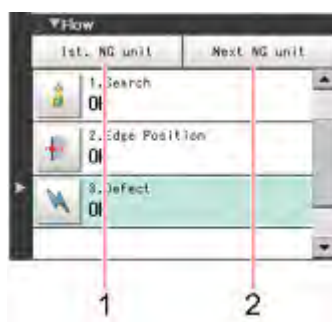 ▼Flow
1st. NG unit Next NG unit
1.Search
OK
2.Edge Position
OK
3.Defect
OK
1 2